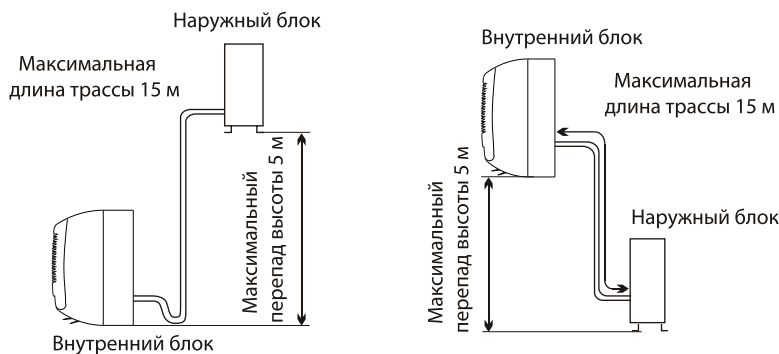 Наружный блок
Максимальная
длина трассы 15 м
Максимальный
перепад высоты 5 м
Внутренний блок
Внутренний блок
Максимальная
длина трассы 15 м
Максимальный
перепад высоты 5 м
Наружный блок